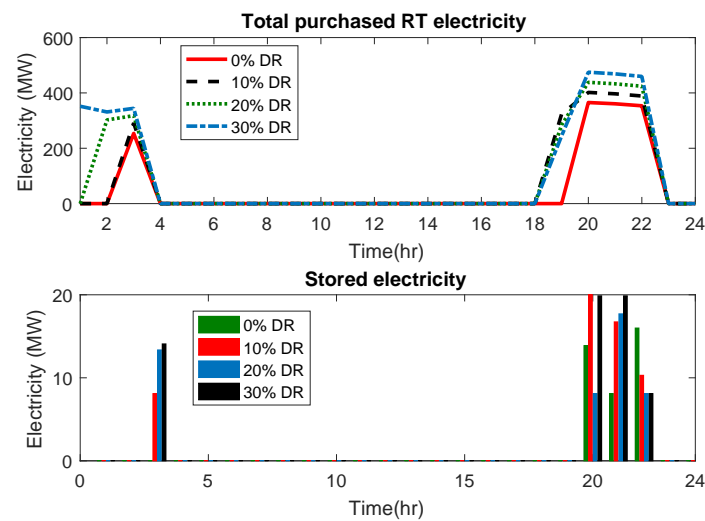 Total purchased RT electricity
600
400
200
0
Electricity (MW)
0% DR
10% DR
20% DR
30% DR
2 4 6 8 10 12 14 16 18 20 22 24
Time(hr)
Stored electricity
20
10
0
Electricity (MW)
0% DR
10% DR
20% DR
30% DR
0 5 10 15 20 24
Time(hr)